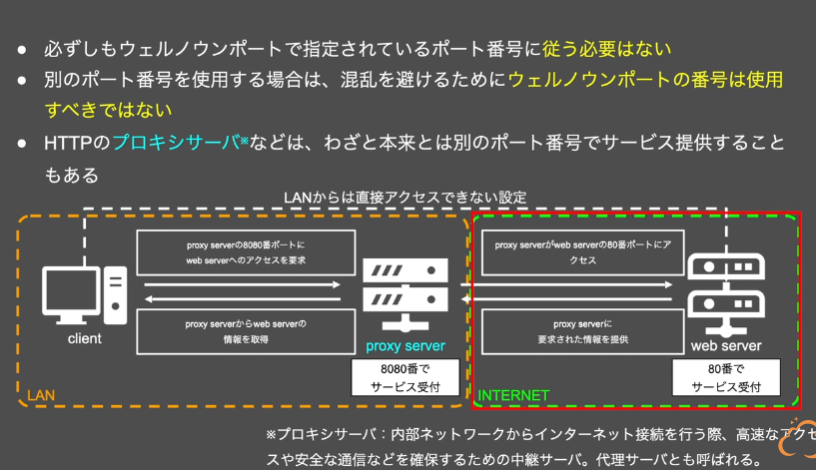 ● 必ずしもウェルノウンポートで指定されているポート番号に従う必要はない
● 別のポート番号を使用する場合は、混乱を避けるためにウェルノウンポートの番号は使用
すべきではない
● HTTPのプロキシサーバ※などは、わざと本来とは別のポート番号でサービス提供すること
もある
LANからは直接アクセスできない設定
proxy serverの8080番ポートに
web serverへのアクセスを要求
proxy serverがweb serverの80番ポートにア
クセス
client
proxy serverからweb serverの
情報を取得
proxy server
proxy serverに
要求された情報を提供
web server
8080番で
サービス受付
80番で
サービス受付
LAN
INTERNET
※プロキシサーバ：内部ネットワークからインターネット接続を行う際、高速なアクセ
スや安全な通信などを確保するための中継サーバ。代理サーバとも呼ばれる。